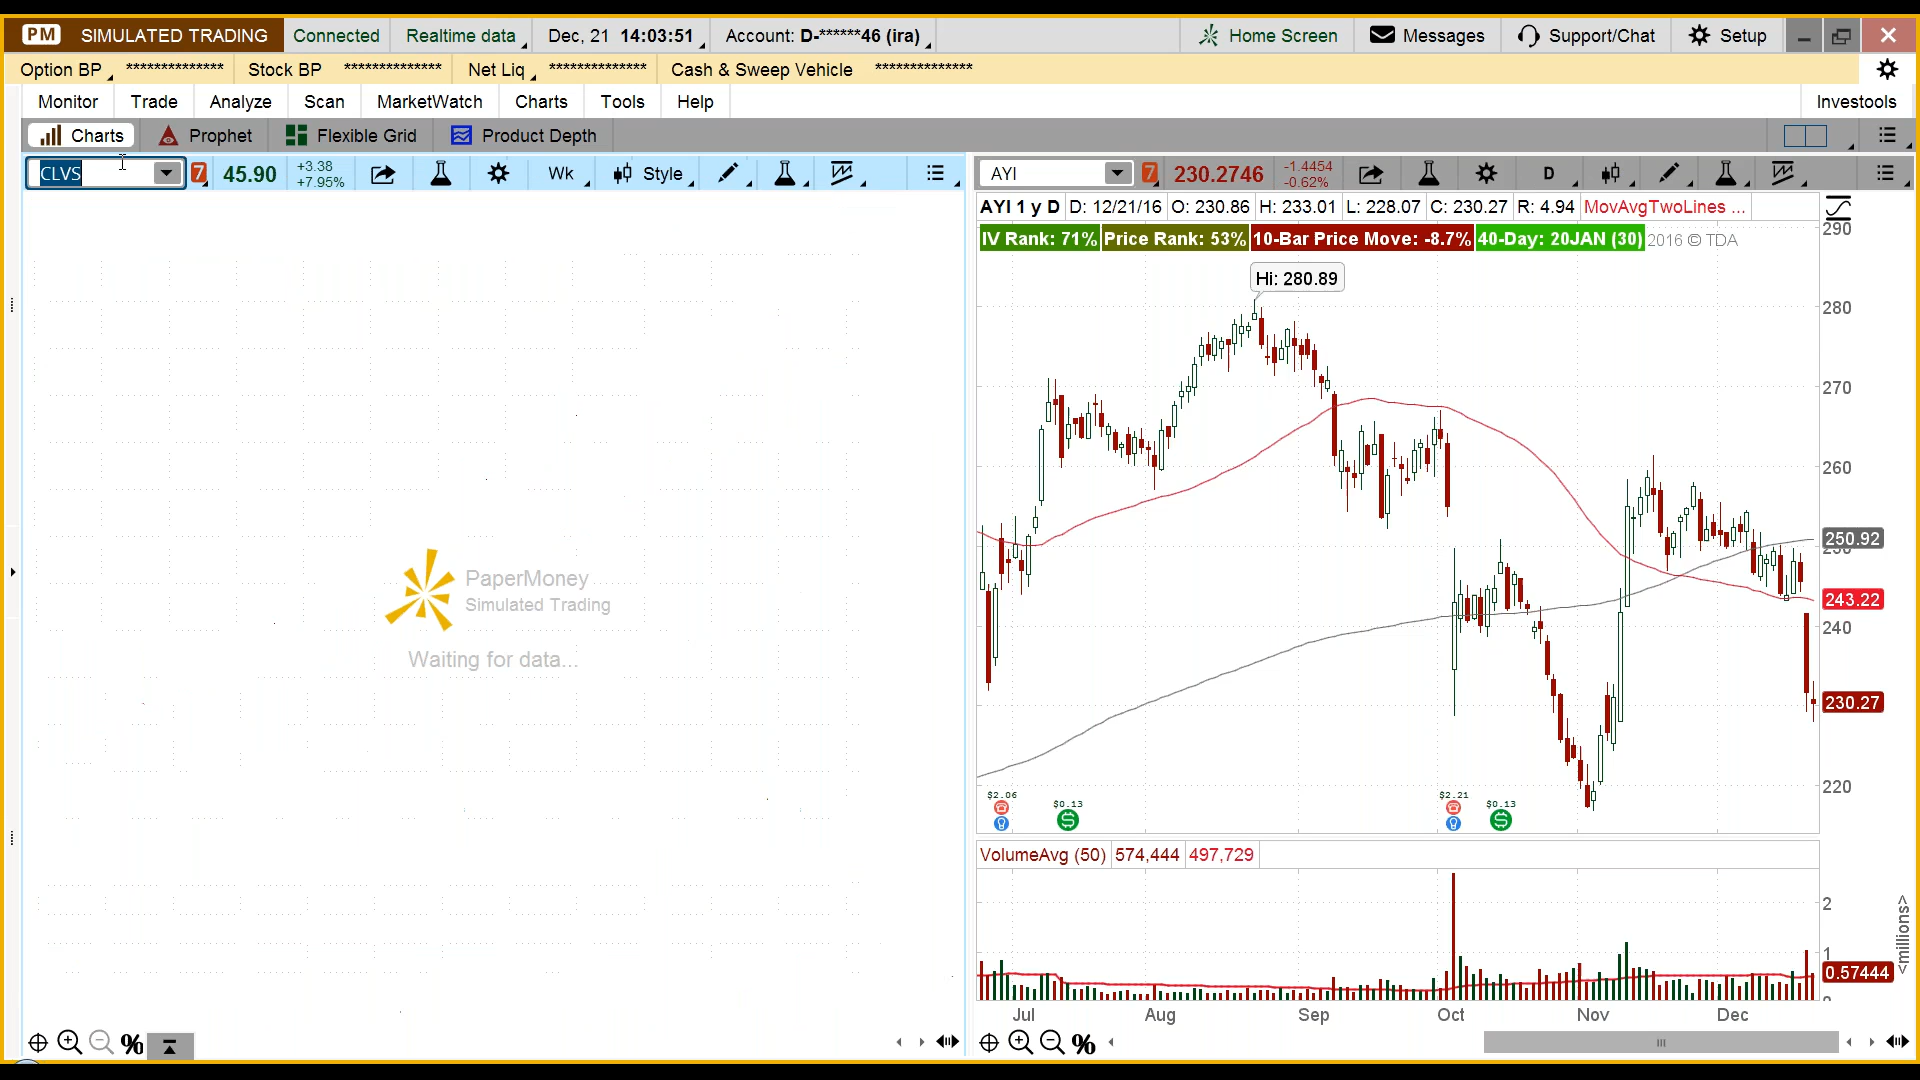 PM SIMULATED TRADING Connected Realtime data Dec, 21 14:03:51 Account: D-******46 (ira) Home Screen Messages Support/Chat Setup
Option BP ************** Stock BP ************** Net Liq ************** Cash & Sweep Vehicle **************
Monitor Trade Analyze Scan MarketWatch Charts Tools Help Investools
Charts Prophet Flexible Grid Product Depth
CLVS 7 45.90 +3.38 +7.95% Wk Style
PaperMoney
Simulated Trading
Waiting for data...
%
AYI 7 230.2746 -1.4454 -0.62% D
AYI 1 y D D: 12/21/16 O: 230.86 H: 233.01 L: 228.07 C: 230.27 R: 4.94 MovAvgTwoLines ...
IV Rank: 71% Price Rank: 53% 10-Bar Price Move: -8.7% 40-Day: 20JAN (30) 2016 © TDA
Hi: 280.89
290
280
270
260
250.92
250
243.22
240
230.27
220
$2.06 $0.13 $2.21 $0.13
VolumeAvg (50) 574,444 497,729
2
1
0.57444
<millions>
Jul Aug Sep Oct Nov Dec
%